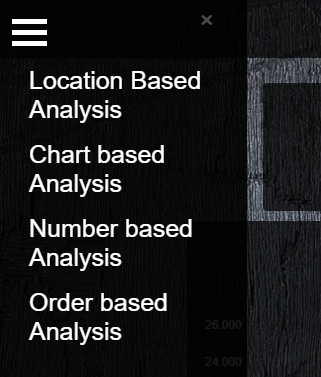 ×
Location Based
Analysis
Chart based
Analysis
Number based
Analysis
Order based
Analysis
26.000
24.000